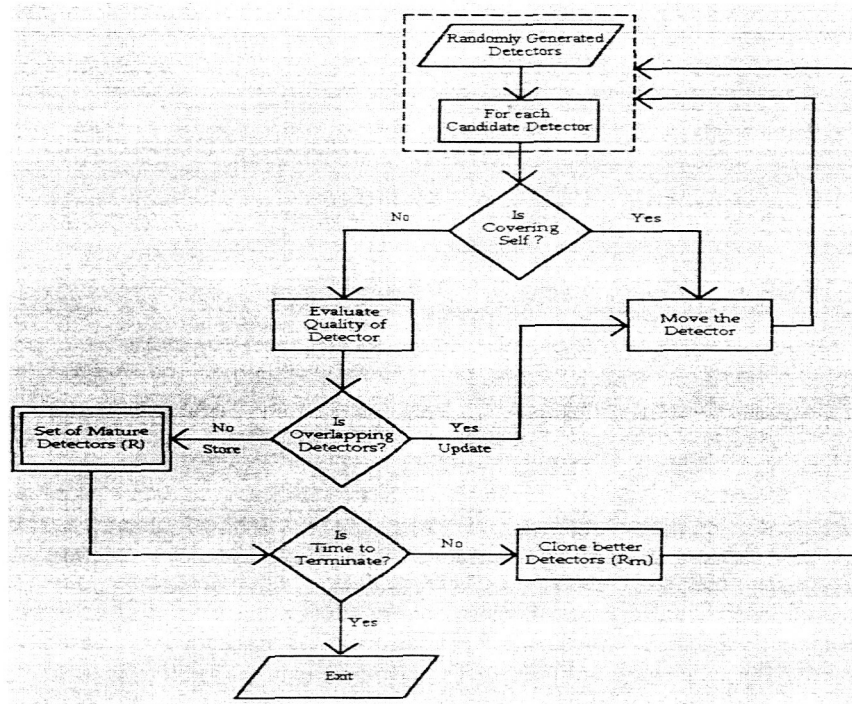 Randomly Generated
Detectors
For each
Candidate Detector
Is
Covering
Self ?
No
Yes
Evaluate
Quality of
Detector
Move the
Detector
Is
Overlapping
Detectors?
No
Store
Yes
Update
Set of Mature
Detectors (R)
Is
Time to
Terminate?
No
Clone better
Detectors (Rm)
Yes
Exit